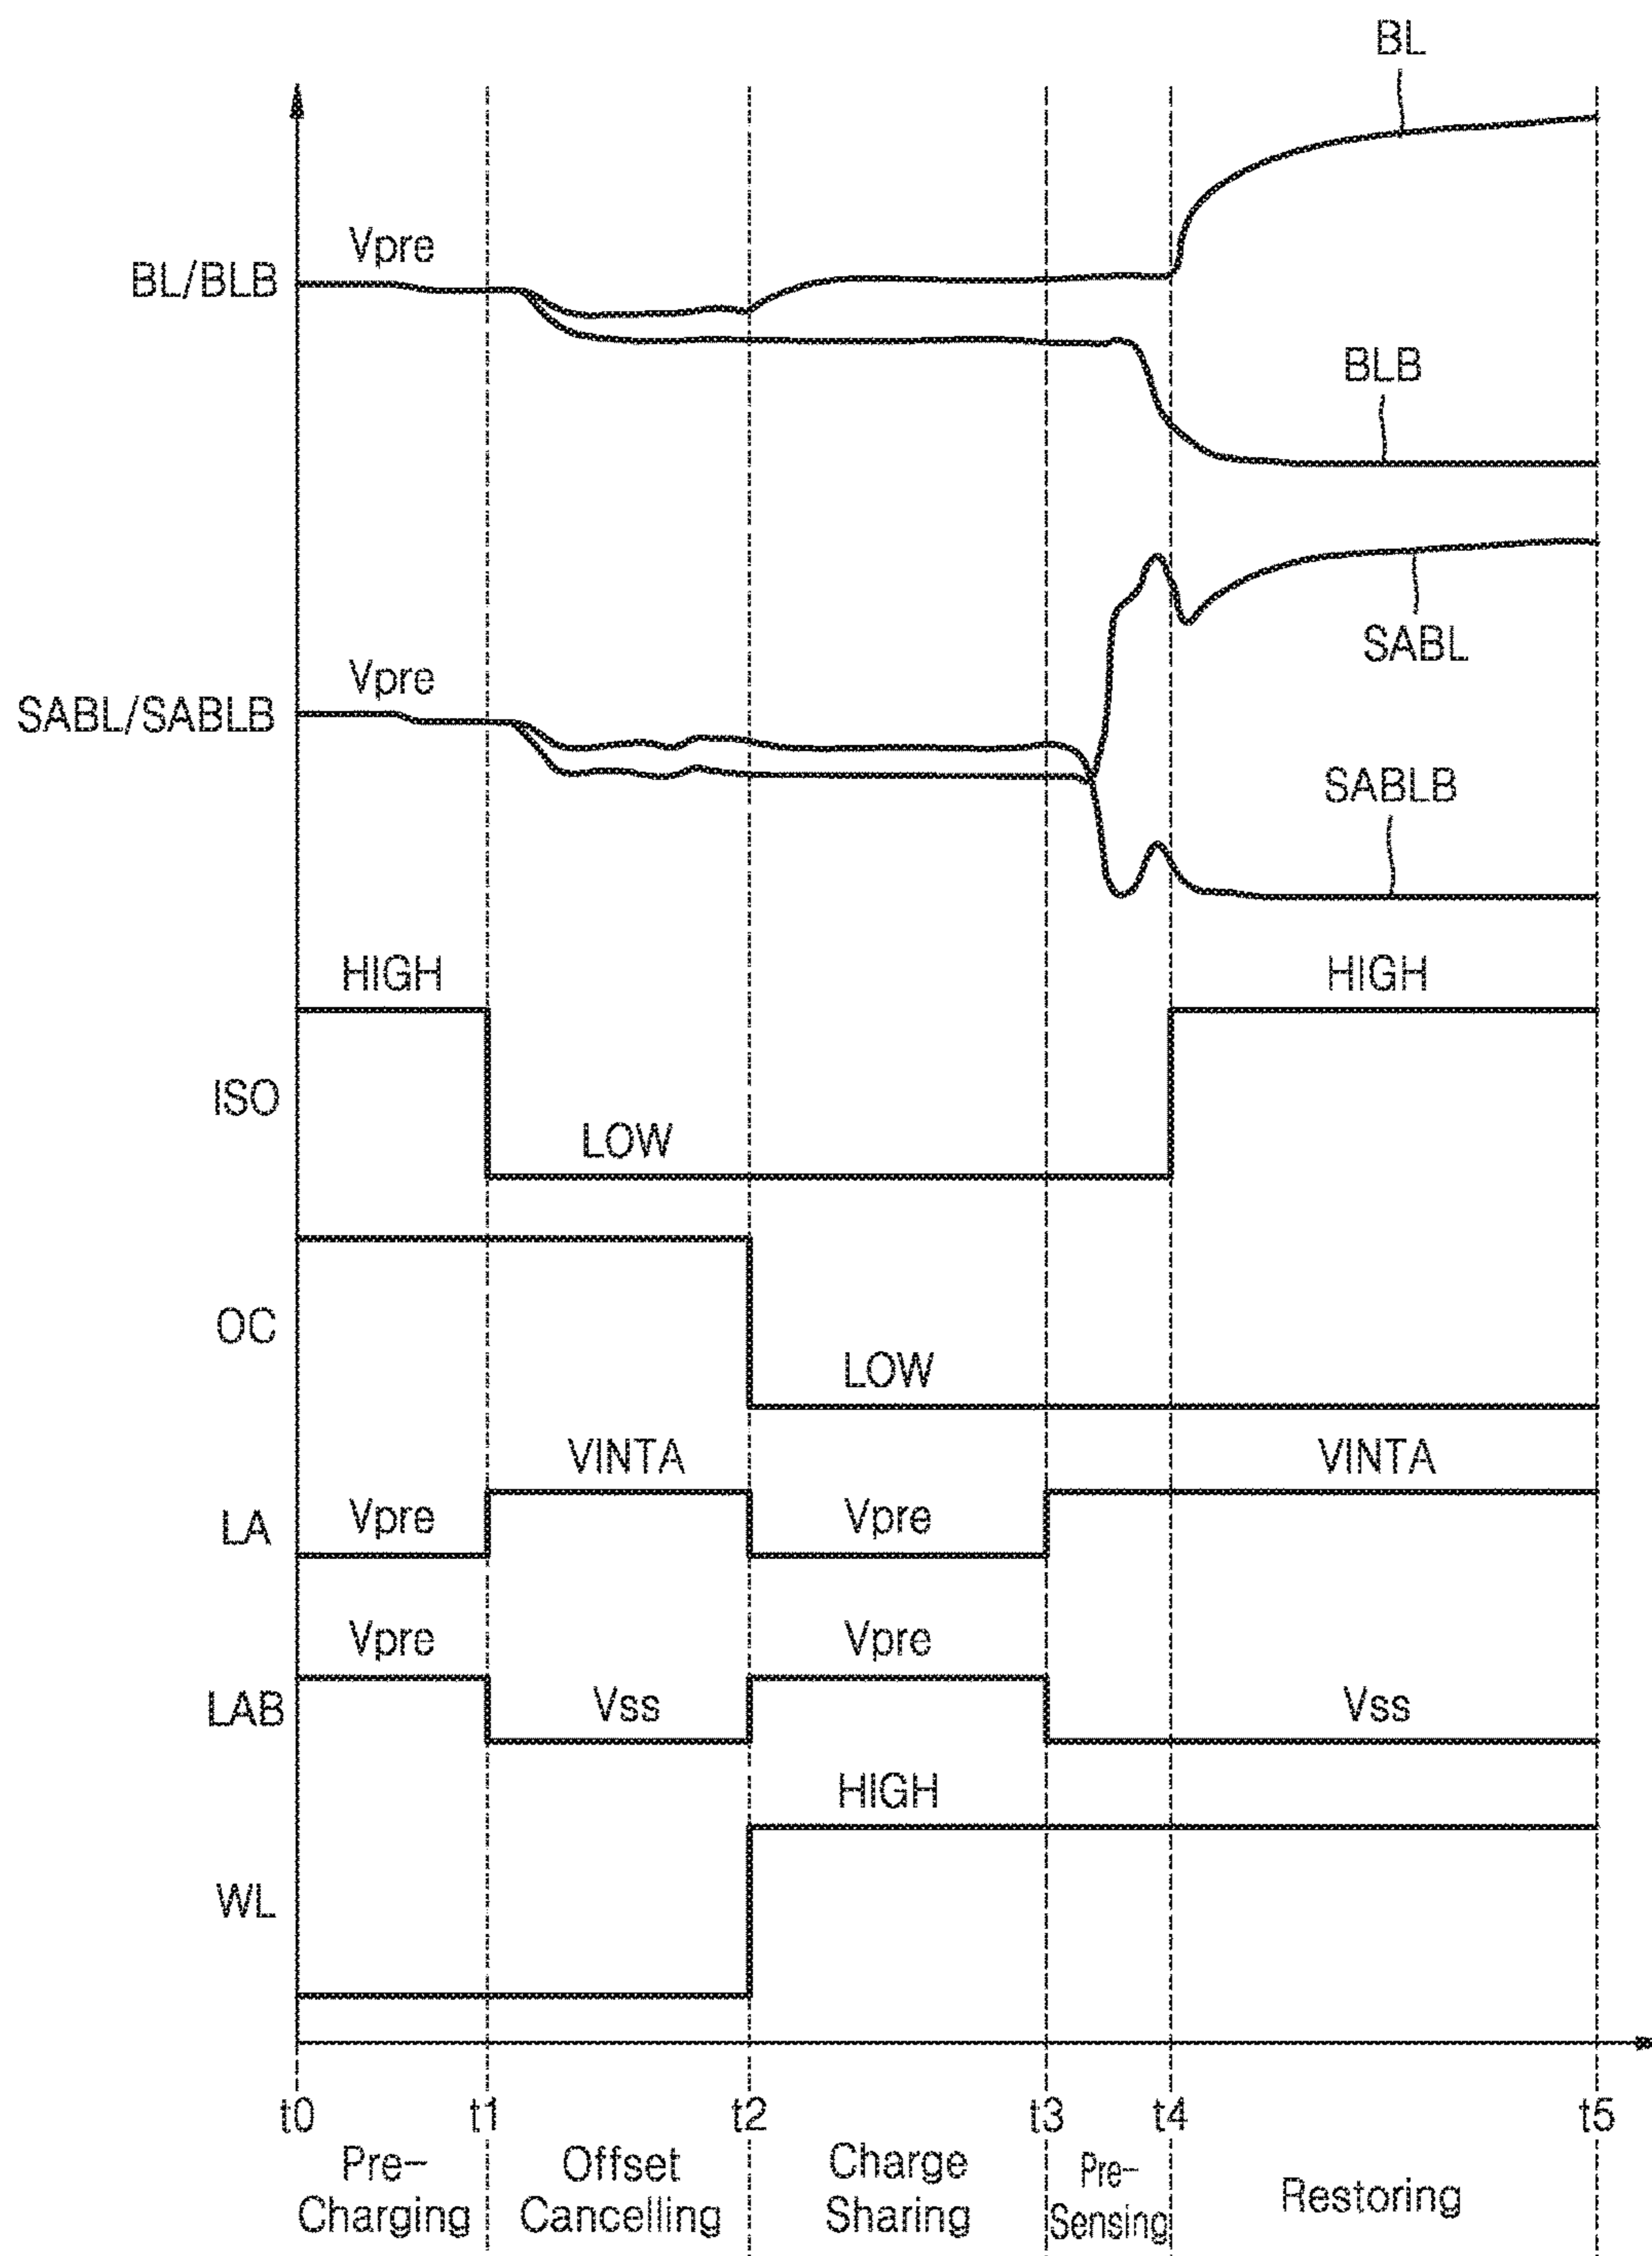 BL
Vpre
BL/BLB
BLB
SABL
Vpre
SABL/SABLB
SABLB
HIGH
HIGH
ISO
LOW
OC
LOW
VINTA
VINTA
LA
Vpre
Vpre
Vpre
Vpre
LAB
Vss
Vss
HIGH
WL
t0
t1
t2
t3
t4
t5
Pre-
Charging
Offset
Cancelling
Charge
Sharing
Pre-
Sensing
Restoring